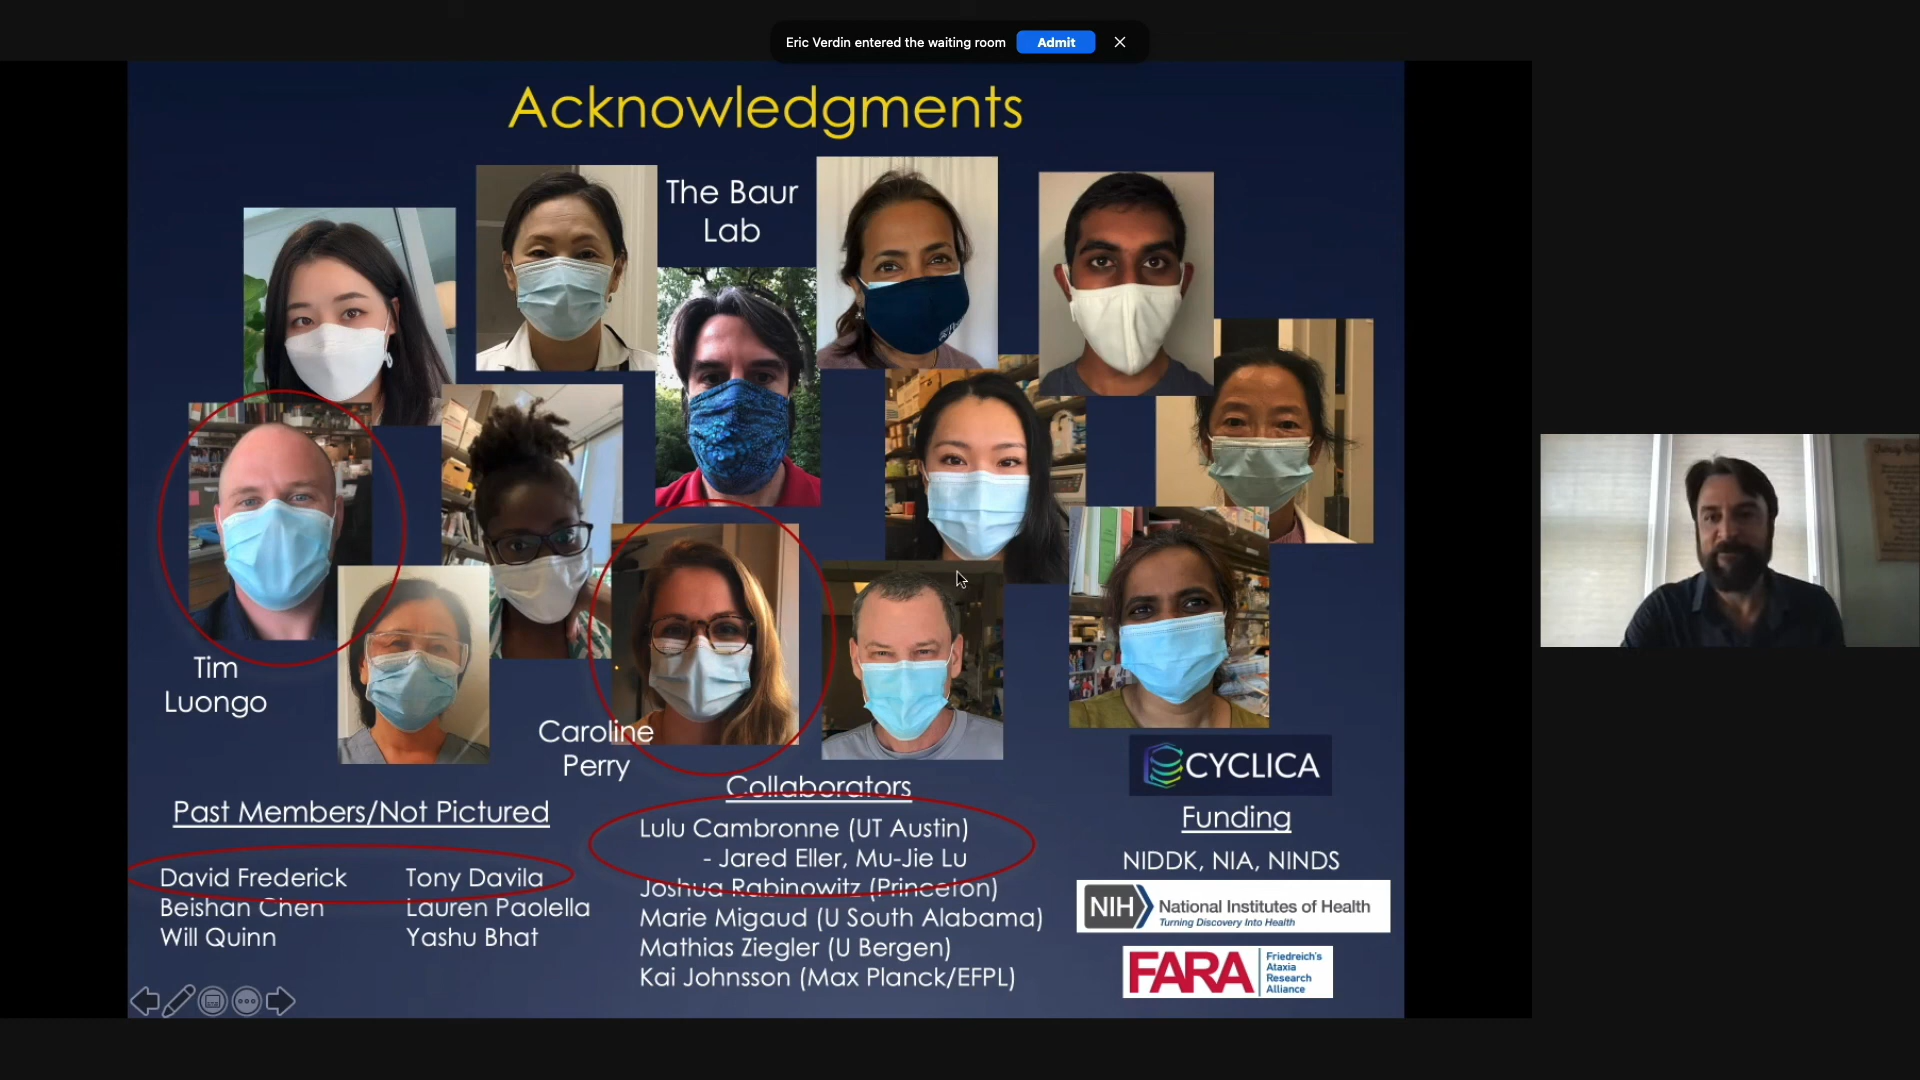 Eric Verdin entered the waiting room Admit
Acknowledgments
The Baur
Lab
Tim
Luongo
Caroline
Perry
Past Members/Not Pictured
David Frederick Tony Davila
Beishan Chen Lauren Paolella
Will Quinn Yashu Bhat
Collaborators
Lulu Cambronne (UT Austin)
- Jared Eller, Mu-Jie Lu
Joshua Rabinowitz (Princeton)
Marie Migaud (U South Alabama)
Mathias Ziegler (U Bergen)
Kai Johnsson (Max Planck/EFPL)
CYCLICA
Funding
NIDDK, NIA, NINDS
NIH National Institutes of Health
Turning Discovery Into Health
FARA
Friedreich's
Ataxia
Research
Alliance